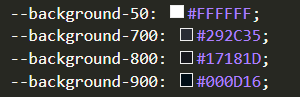 --background-50: #FFFFFF;
--background-700: #292C35;
--background-800: #17181D;
--background-900: #000D16;